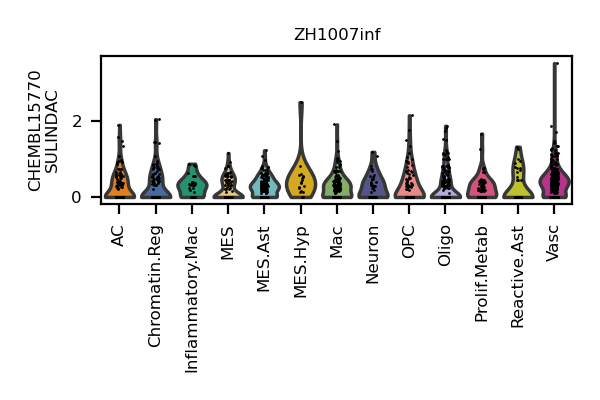 ZH1007inf
CHEMBL15770
SULINDAC
2
0
AC
Chromatin.Reg
Inflammatory.Mac
MES
MES.Ast
MES.Hyp
Mac
Neuron
OPC
Oligo
Prolif.Metab
Reactive.Ast
Vasc